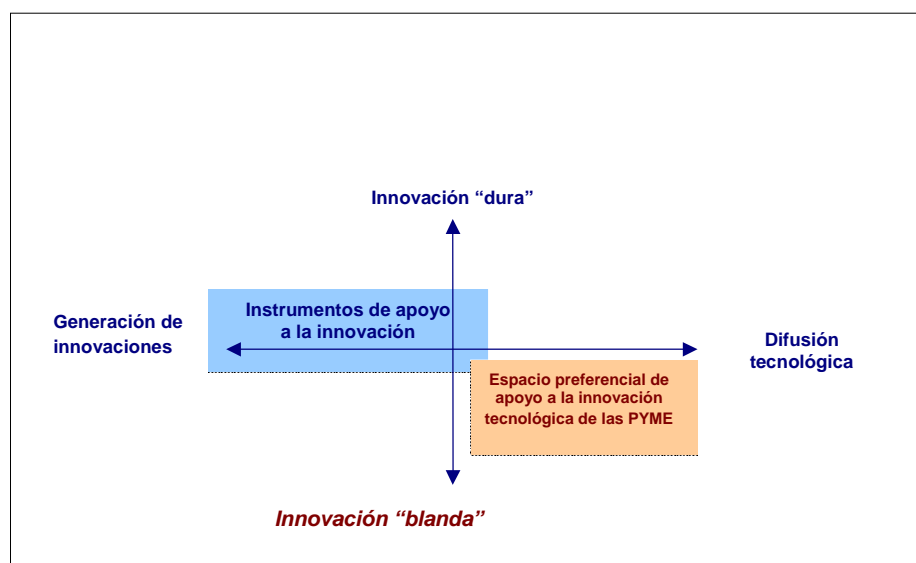 Innovación “dura”
Instrumentos de apoyo
a la innovación
Generación de
innovaciones
Difusión
tecnológica
Espacio preferencial de
apoyo a la innovación
tecnológica de las PYME
Innovación “blanda”